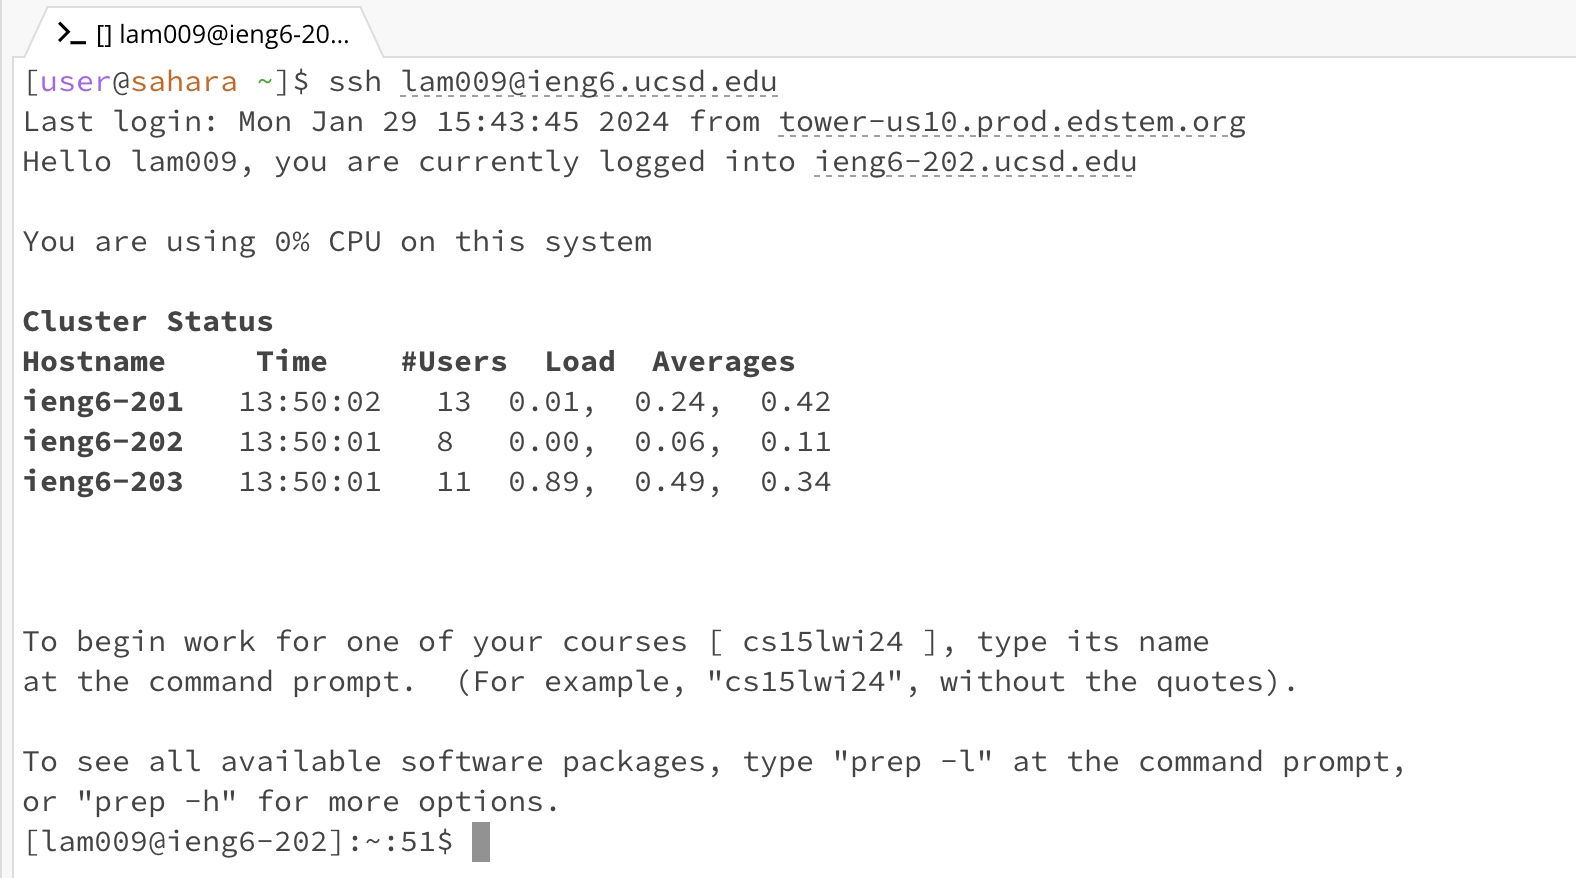 >_ [] lam009@ieng6-20...
[user@sahara ~]$ ssh lam009@ieng6.ucsd.edu
Last login: Mon Jan 29 15:43:45 2024 from tower-us10.prod.edstem.org
Hello lam009, you are currently logged into ieng6-202.ucsd.edu
You are using 0% CPU on this system
Cluster Status
Hostname     Time    #Users  Load  Averages
ieng6-201   13:50:02   13  0.01,  0.24,  0.42
ieng6-202   13:50:01   8   0.00,  0.06,  0.11
ieng6-203   13:50:01   11  0.89,  0.49,  0.34
To begin work for one of your courses [ cs15lwi24 ], type its name
at the command prompt.  (For example, "cs15lwi24", without the quotes).
To see all available software packages, type "prep -l" at the command prompt,
or "prep -h" for more options.
[lam009@ieng6-202]:~:51$